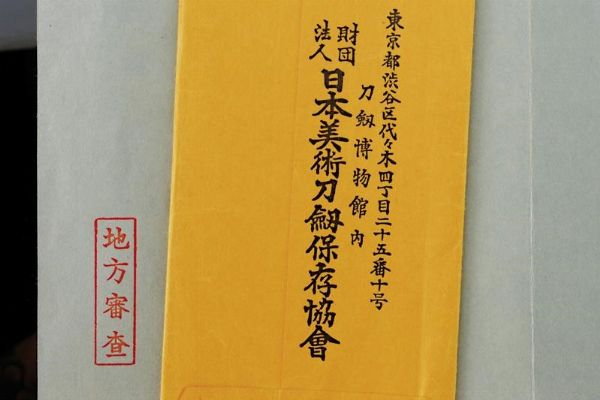 東京都渋谷区代々木四丁目二十五番十号
刀劔博物館内
財団
法人
日本美術刀劔保存協會
地方審査